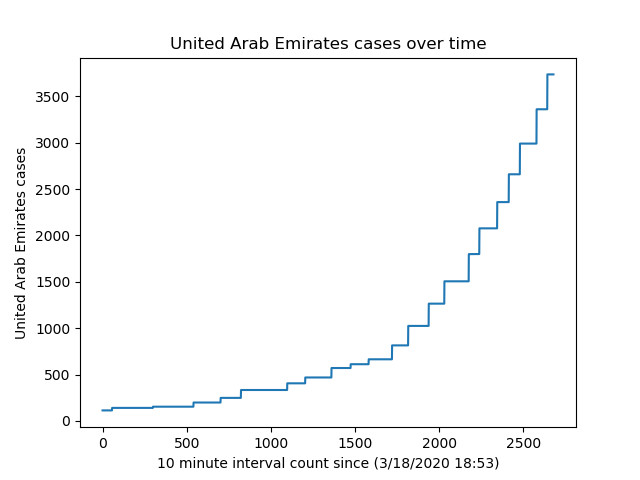 United Arab Emirates cases over time
United Arab Emirates cases
3500
3000
2500
2000
1500
1000
500
0
0 500 1000 1500 2000 2500
10 minute interval count since (3/18/2020 18:53)